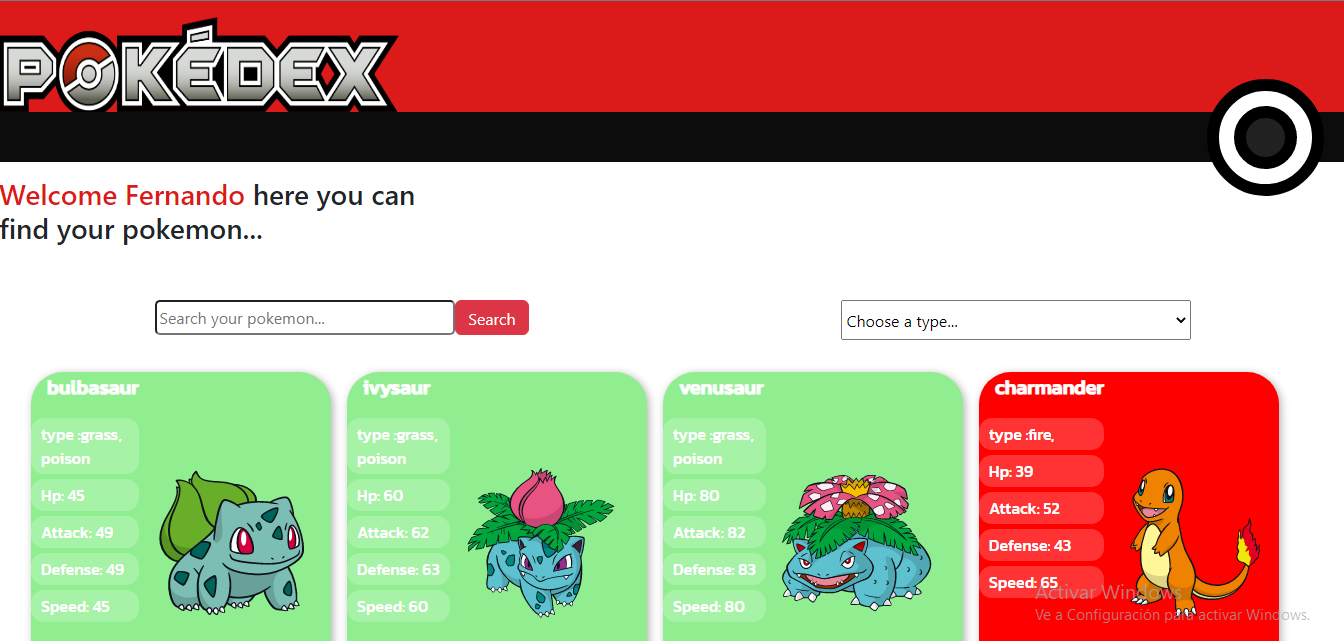 POKÉDEX
Welcome Fernando here you can
find your pokemon...
Search your pokemon...
Search
Choose a type...
bulbasaur
type :grass,
poison
Hp: 45
Attack: 49
Defense: 49
Speed: 45
ivysaur
type :grass,
poison
Hp: 60
Attack: 62
Defense: 63
Speed: 60
venusaur
type :grass,
poison
Hp: 80
Attack: 82
Defense: 83
Speed: 80
charmander
type :fire,
Hp: 39
Attack: 52
Defense: 43
Speed: 65
Activar Windows
Ve a Configuración para activar Windows.